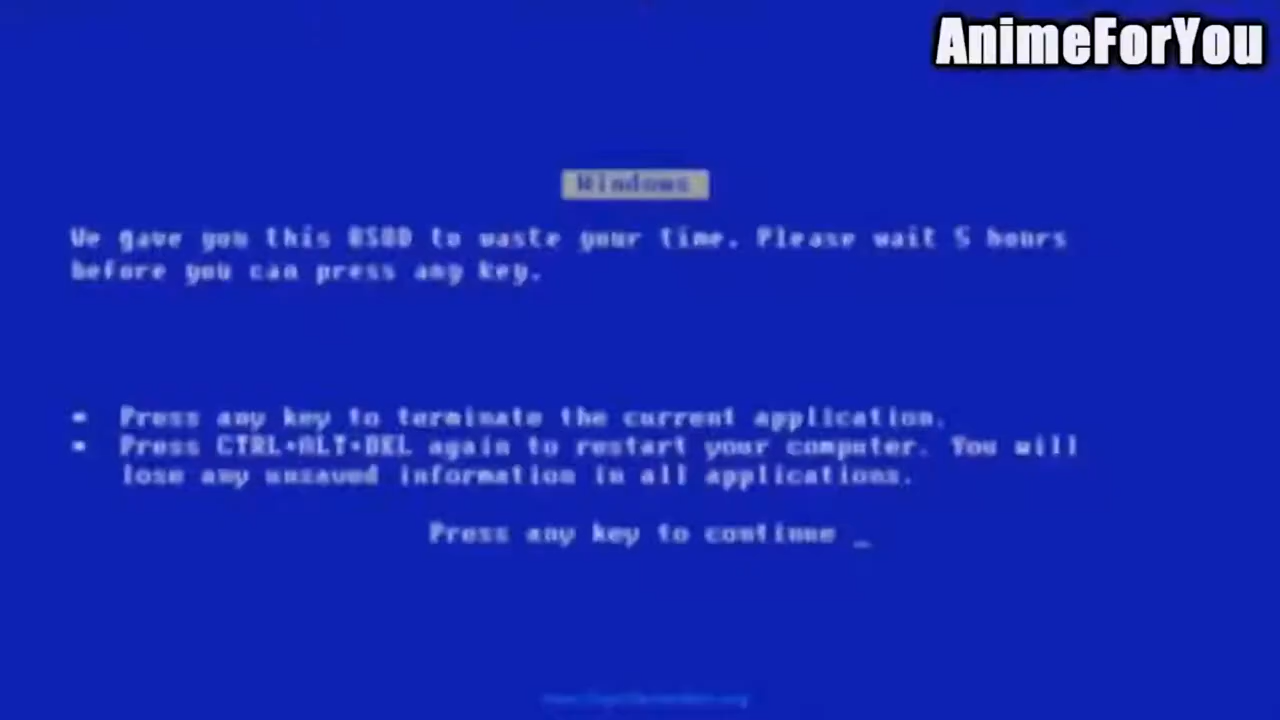 AnimeForYou
Windows
We gave you this BSOD to waste your time. Please wait 5 hours
before you can press any key.
* Press any key to terminate the current application.
* Press CTRL+ALT+DEL again to restart your computer. You will
lose any unsaved information in all applications.
Press any key to continue _